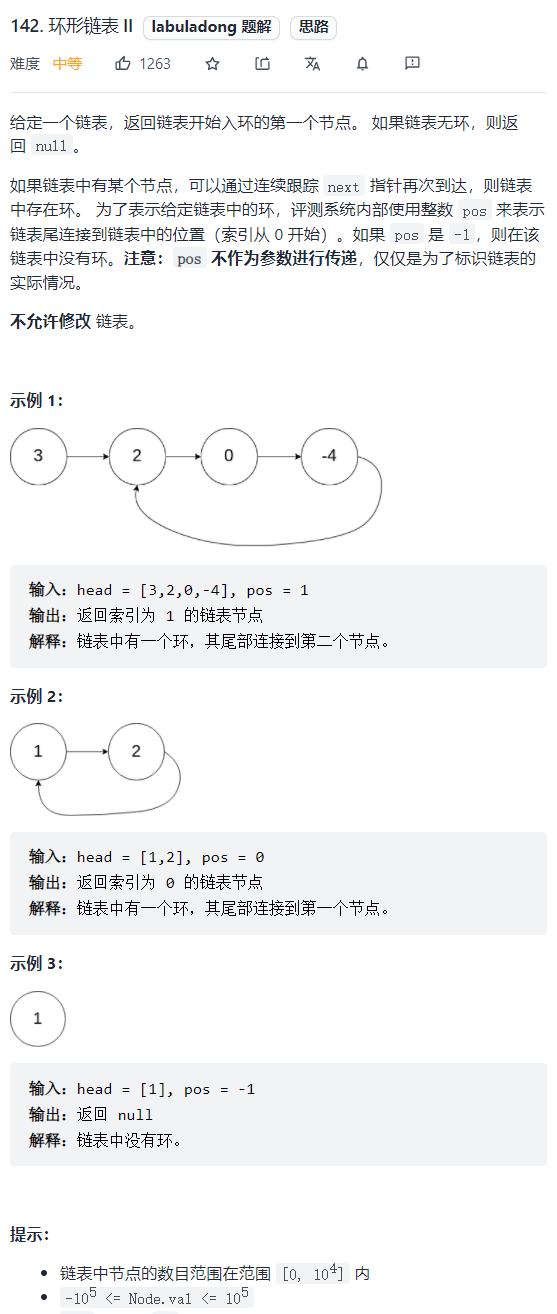 142. 环形链表 II labuladong 题解 思路
难度 中等 1263
给定一个链表，返回链表开始入环的第一个节点。 如果链表无环，则返
回 null。
如果链表中有某个节点，可以通过连续跟踪 next 指针再次到达，则链表
中存在环。 为了表示给定链表中的环，评测系统内部使用整数 pos 来表示
链表尾连接到链表中的位置（索引从 0 开始）。如果 pos 是 -1，则在该
链表中没有环。注意：pos 不作为参数进行传递，仅仅是为了标识链表的
实际情况。
不允许修改 链表。
示例 1：
3 2 0 -4
输入：head = [3,2,0,-4], pos = 1
输出：返回索引为 1 的链表节点
解释：链表中有一个环，其尾部连接到第二个节点。
示例 2：
1 2
输入：head = [1,2], pos = 0
输出：返回索引为 0 的链表节点
解释：链表中有一个环，其尾部连接到第一个节点。
示例 3：
1
输入：head = [1], pos = -1
输出：返回 null
解释：链表中没有环。
提示：
• 链表中节点的数目范围在范围 [0, 10⁴] 内
• -10⁵ <= Node.val <= 10⁵